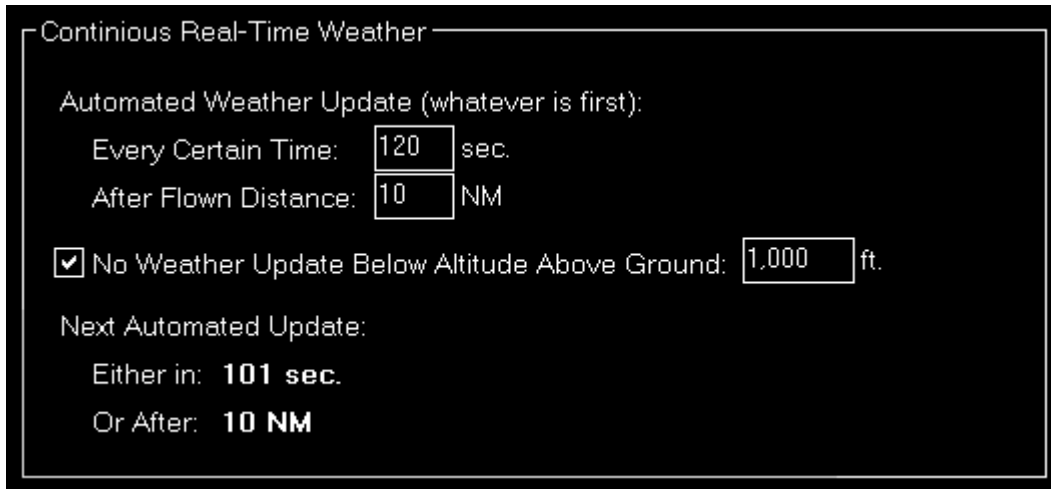 Continious Real-Time Weather
Automated Weather Update (whatever is first):
Every Certain Time: 120 sec.
After Flown Distance: 10 NM
No Weather Update Below Altitude Above Ground: 1,000 ft.
Next Automated Update:
Either in: 101 sec.
Or After: 10 NM